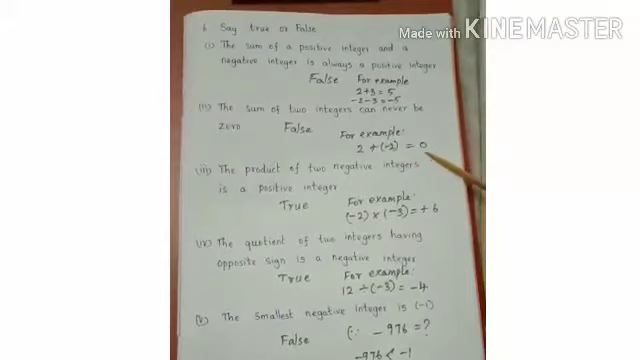 Made with KINEMASTER
6. Say true or False
(i) The sum of a positive integer and a
negative integer is always a positive integer
False For example
2+3=5
-2-3=-5
(ii) The sum of two integers can never be
zero False For example:
2+(-2) = 0
(iii) The product of two negative integers
is a positive integer
True For example:
(-2) x (-3) = +6
(iv) The quotient of two integers having
opposite sign is a negative integer
True For example:
12 ÷ (-3) = -4
(v) The smallest negative integer is (-1)
False (∵ -976 = ?
-976 < -1